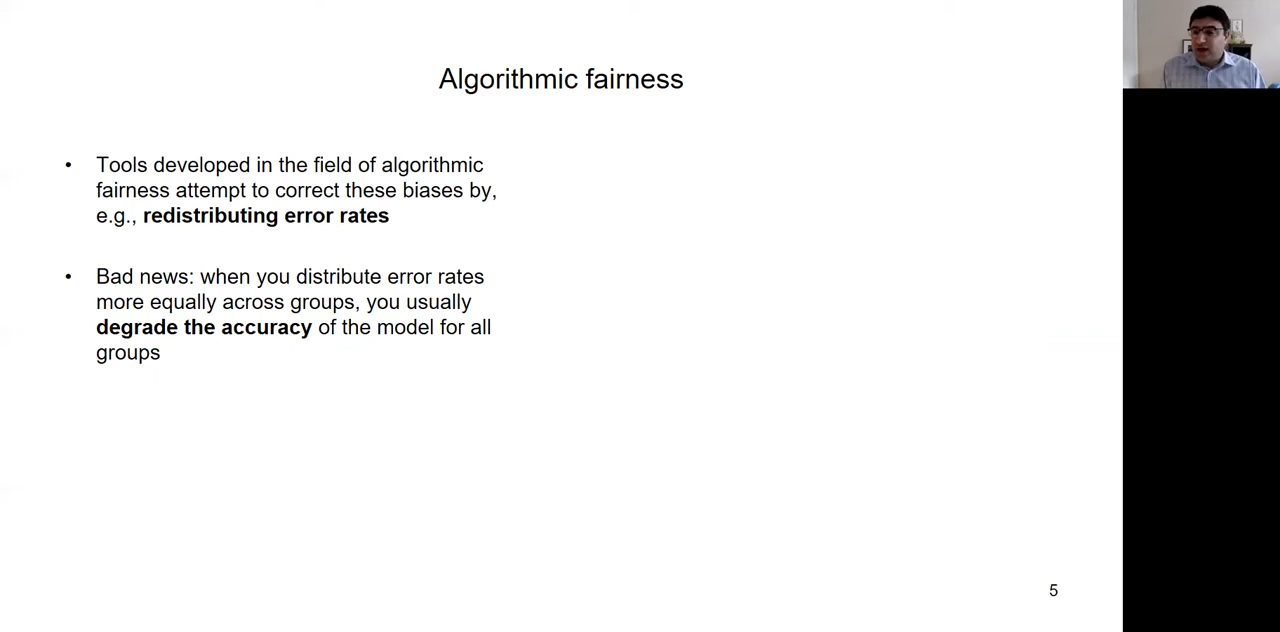 Algorithmic fairness
• Tools developed in the field of algorithmic
fairness attempt to correct these biases by,
e.g., redistributing error rates
• Bad news: when you distribute error rates
more equally across groups, you usually
degrade the accuracy of the model for all
groups
5